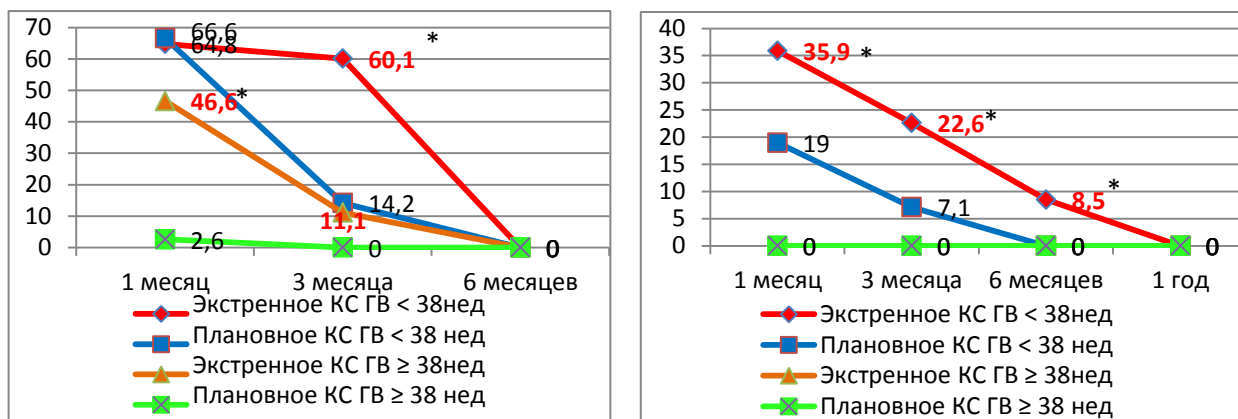 70
60
50
40
30
20
10
0
66,6
64,8
60,1
*
46,6*
14,2
11,1
2,6
0
0
1 месяц
3 месяца
6 месяцев
Экстренное КС ГВ < 38нед
Плановное КС ГВ < 38 нед
Экстренное КС ГВ ≥ 38нед
Плановное КС ГВ ≥ 38 нед
40
35
30
25
20
15
10
5
0
35,9 *
22,6*
19
8,5*
7,1
0
0
0
0
1 месяц
3 месяца
6 месяцев
1 год
Экстренное КС ГВ < 38нед
Плановное КС ГВ < 38 нед
Экстренное КС ГВ ≥ 38нед
Плановное КС ГВ ≥ 38 нед